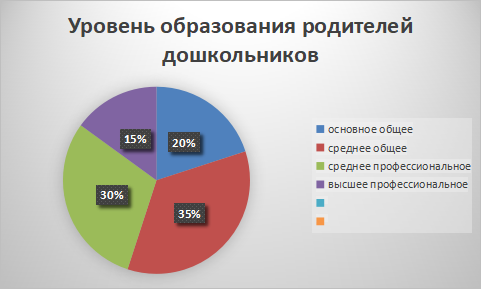 Уровень образования родителей
дошкольников
15%
20%
30%
35%
основное общее
среднее общее
среднее профессиональное
высшее профессиональное